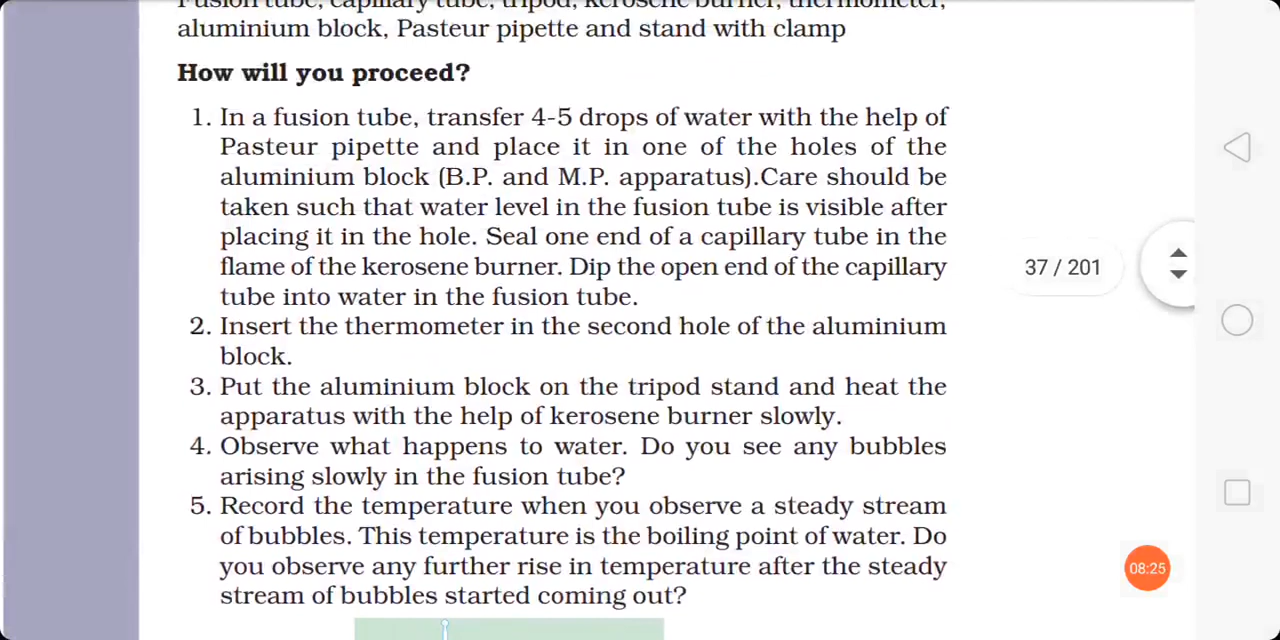 Fusion tube, capillary tube, tripod, kerosene burner, thermometer,
aluminium block, Pasteur pipette and stand with clamp
How will you proceed?
1. In a fusion tube, transfer 4-5 drops of water with the help of
Pasteur pipette and place it in one of the holes of the
aluminium block (B.P. and M.P. apparatus).Care should be
taken such that water level in the fusion tube is visible after
placing it in the hole. Seal one end of a capillary tube in the
flame of the kerosene burner. Dip the open end of the capillary
tube into water in the fusion tube.
2. Insert the thermometer in the second hole of the aluminium
block.
3. Put the aluminium block on the tripod stand and heat the
apparatus with the help of kerosene burner slowly.
4. Observe what happens to water. Do you see any bubbles
arising slowly in the fusion tube?
5. Record the temperature when you observe a steady stream
of bubbles. This temperature is the boiling point of water. Do
you observe any further rise in temperature after the steady
stream of bubbles started coming out?
37 / 201
08:25